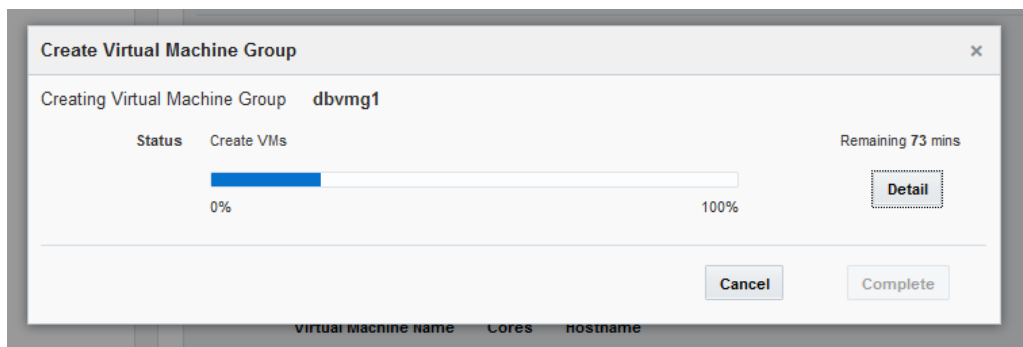 Create Virtual Machine Group ×
Creating Virtual Machine Group dbvmg1
Status Create VMs Remaining 73 mins
Detail
0% 100%
Cancel Complete
Virtual Machine Name Cores Hostname